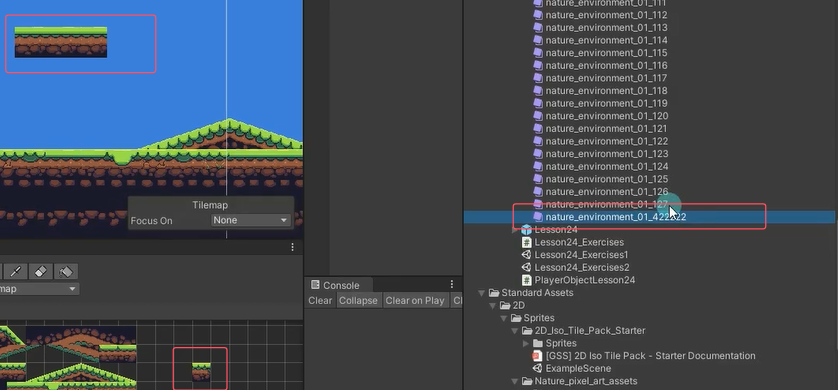 nature_environment_01_111
nature_environment_01_112
nature_environment_01_113
nature_environment_01_114
nature_environment_01_115
nature_environment_01_116
nature_environment_01_117
nature_environment_01_118
nature_environment_01_119
nature_environment_01_120
nature_environment_01_121
nature_environment_01_122
nature_environment_01_123
nature_environment_01_124
nature_environment_01_125
nature_environment_01_126
nature_environment_01_127
nature_environment_01_422222
Lesson24
Lesson24_Exercises
Lesson24_Exercises1
Lesson24_Exercises2
PlayerObjectLesson24
Standard Assets
2D
Sprites
2D_Iso_Tile_Pack_Starter
Sprites
[GSS] 2D Iso Tile Pack - Starter Documentation
ExampleScene
Nature_pixel_art_assets
Tilemap
Focus On
None
map
Console
Clear
Collapse
Clear on Play